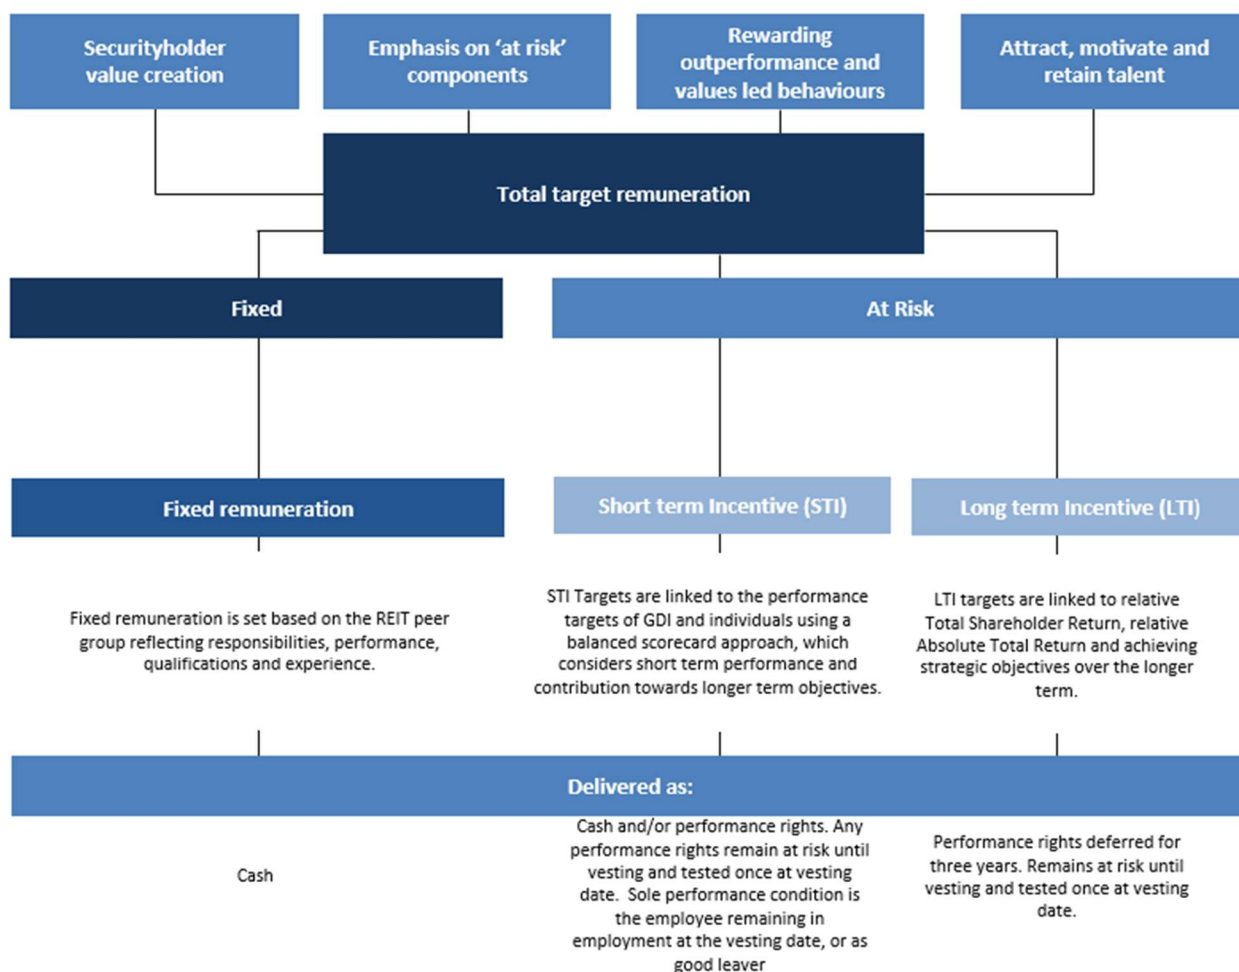 Securityholder
value creation
Emphasis on ‘at risk’
components
Rewarding
outperformance and
values led behaviours
Attract, motivate and
retain talent
Total target remuneration
Fixed
At Risk
Fixed remuneration
Short term Incentive (STI)
Long term Incentive (LTI)
Fixed remuneration is set based on the REIT peer
group reflecting responsibilities, performance,
qualifications and experience.
STI Targets are linked to the performance
targets of GDI and individuals using a
balanced scorecard approach, which
considers short term performance and
contribution towards longer term objectives.
LTI targets are linked to relative
Total Shareholder Return, relative
Absolute Total Return and achieving
strategic objectives over the longer
term.
Delivered as:
Cash
Cash and/or performance rights. Any
performance rights remain at risk until
vesting and tested once at vesting
date.  Sole performance condition is
the employee remaining in
employment at the vesting date, or as
good leaver
Performance rights deferred for
three years. Remains at risk until
vesting and tested once at vesting
date.